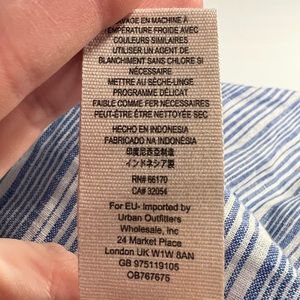 LAVAGE EN MACHINE À
TEMPÉRATURE FROIDE AVEC
COULEURS SIMILAIRES
UTILISER UN AGENT DE
BLANCHIMENT SANS CHLORE SI
NÉCESSAIRE
METTRE AU SÈCHE-LINGE
PROGRAMME DÉLICAT
FAIBLE COMME FER NÉCESSAIRES
PEUT-ÊTRE ÊTRE NETTOYÉE SEC
HECHO EN INDONESIA
FABRICADO NA INDONÉSIA
印度尼西亚制造
インドネシア製
RN# 66170
CA# 32054
For EU- Imported by
Urban Outfitters
Wholesale, Inc
24 Market Place
London UK W1W 8AN
GB 975119105
OB767675